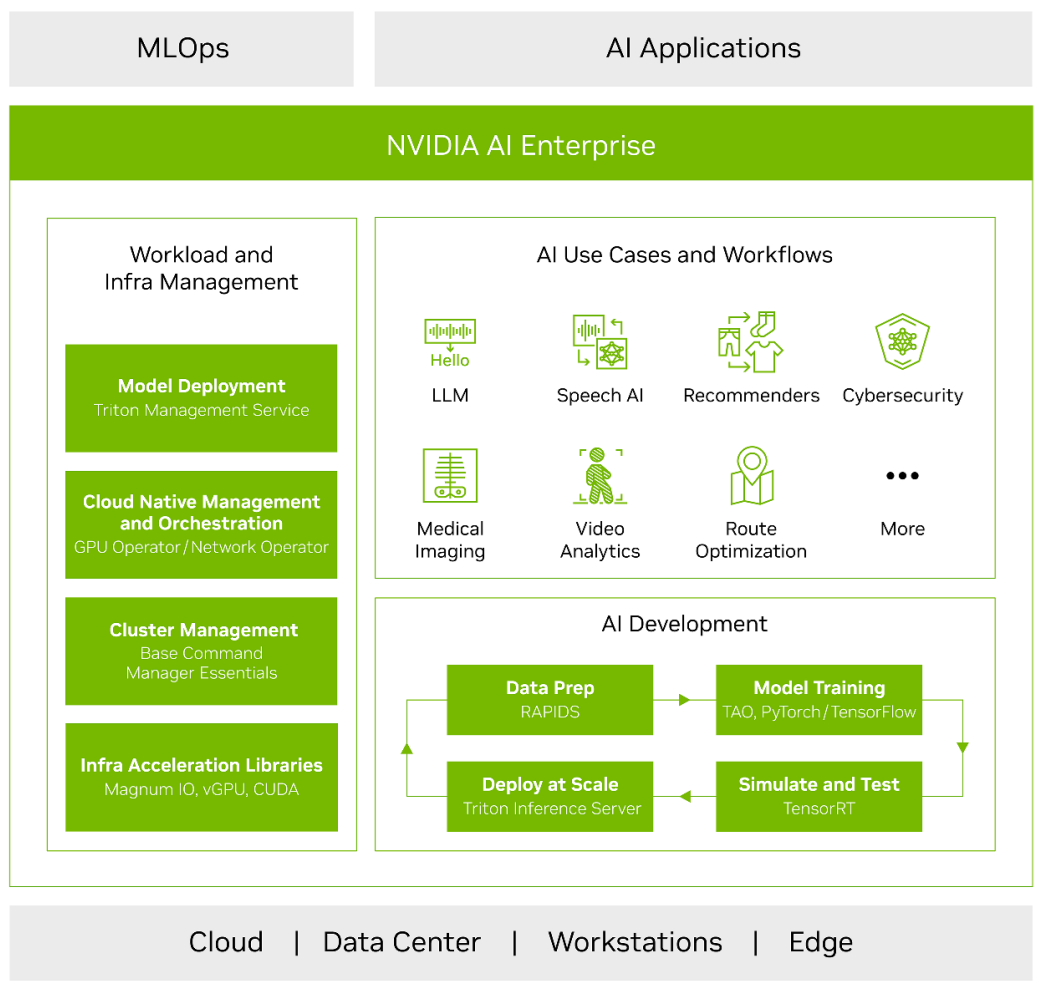 MLOps
AI Applications
NVIDIA AI Enterprise
Workload and
Infra Management
Model Deployment
Triton Management Service
Cloud Native Management
and Orchestration
GPU Operator/Network Operator
Cluster Management
Base Command
Manager Essentials
Infra Acceleration Libraries
Magnum IO, vGPU, CUDA
AI Use Cases and Workflows
Hello
LLM
Speech AI
Recommenders
Cybersecurity
Medical
Imaging
Video
Analytics
Route
Optimization
More
AI Development
Data Prep
RAPIDS
Model Training
TAO, PyTorch/TensorFlow
Deploy at Scale
Triton Inference Server
Simulate and Test
TensorRT
Cloud | Data Center | Workstations | Edge